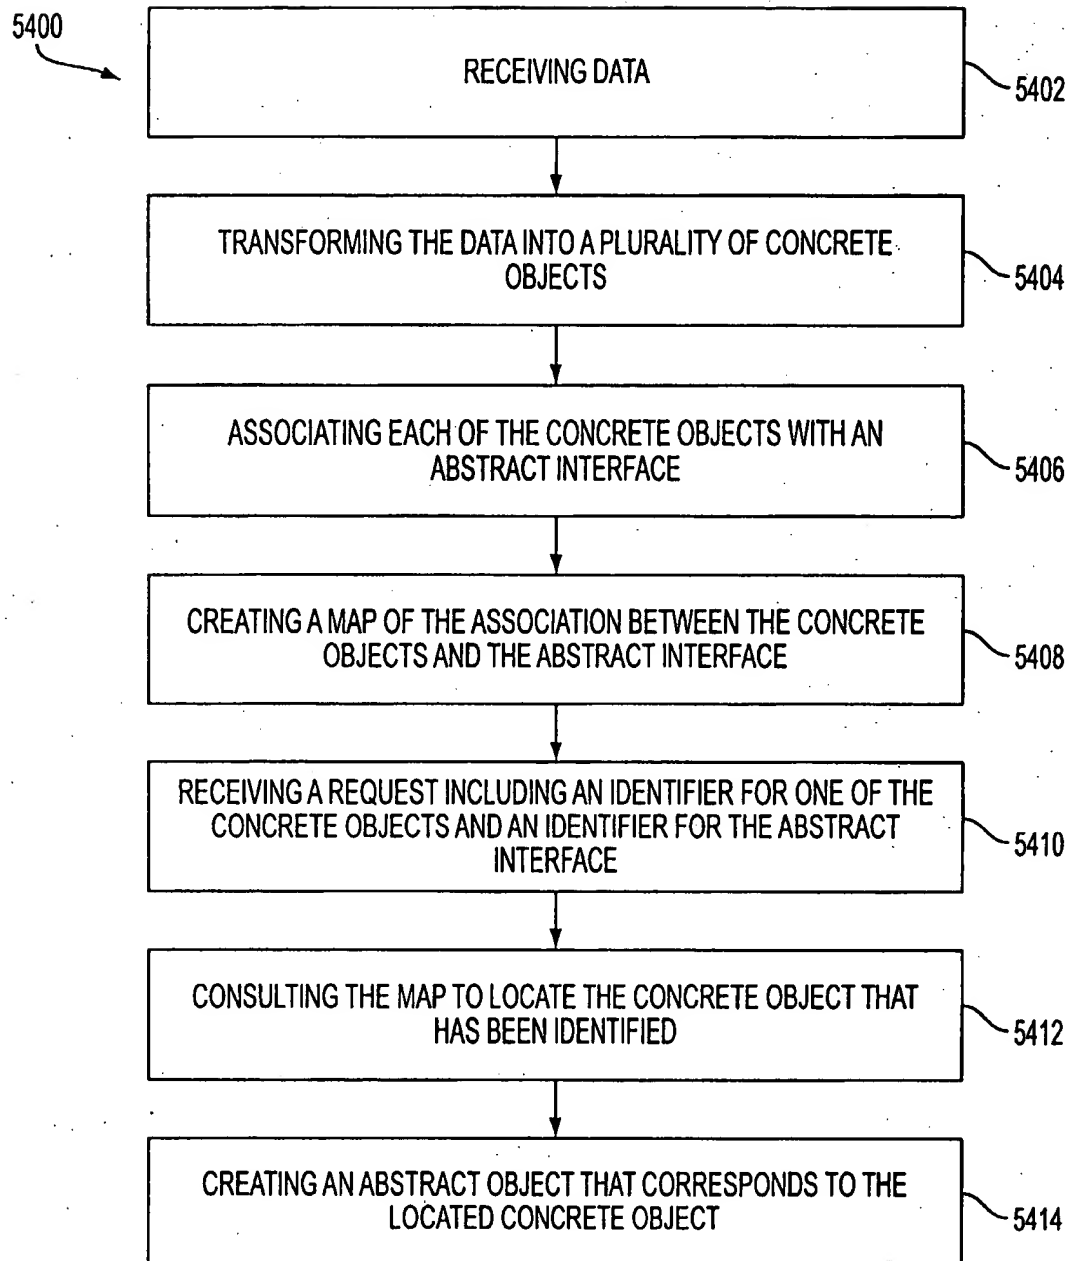 5400
RECEIVING DATA
5402
TRANSFORMING THE DATA INTO A PLURALITY OF CONCRETE
OBJECTS
5404
ASSOCIATING EACH OF THE CONCRETE OBJECTS WITH AN
ABSTRACT INTERFACE
5406
CREATING A MAP OF THE ASSOCIATION BETWEEN THE CONCRETE
OBJECTS AND THE ABSTRACT INTERFACE
5408
RECEIVING A REQUEST INCLUDING AN IDENTIFIER FOR ONE OF THE
CONCRETE OBJECTS AND AN IDENTIFIER FOR THE ABSTRACT
INTERFACE
5410
CONSULTING THE MAP TO LOCATE THE CONCRETE OBJECT THAT
HAS BEEN IDENTIFIED
5412
CREATING AN ABSTRACT OBJECT THAT CORRESPONDS TO THE
LOCATED CONCRETE OBJECT
5414